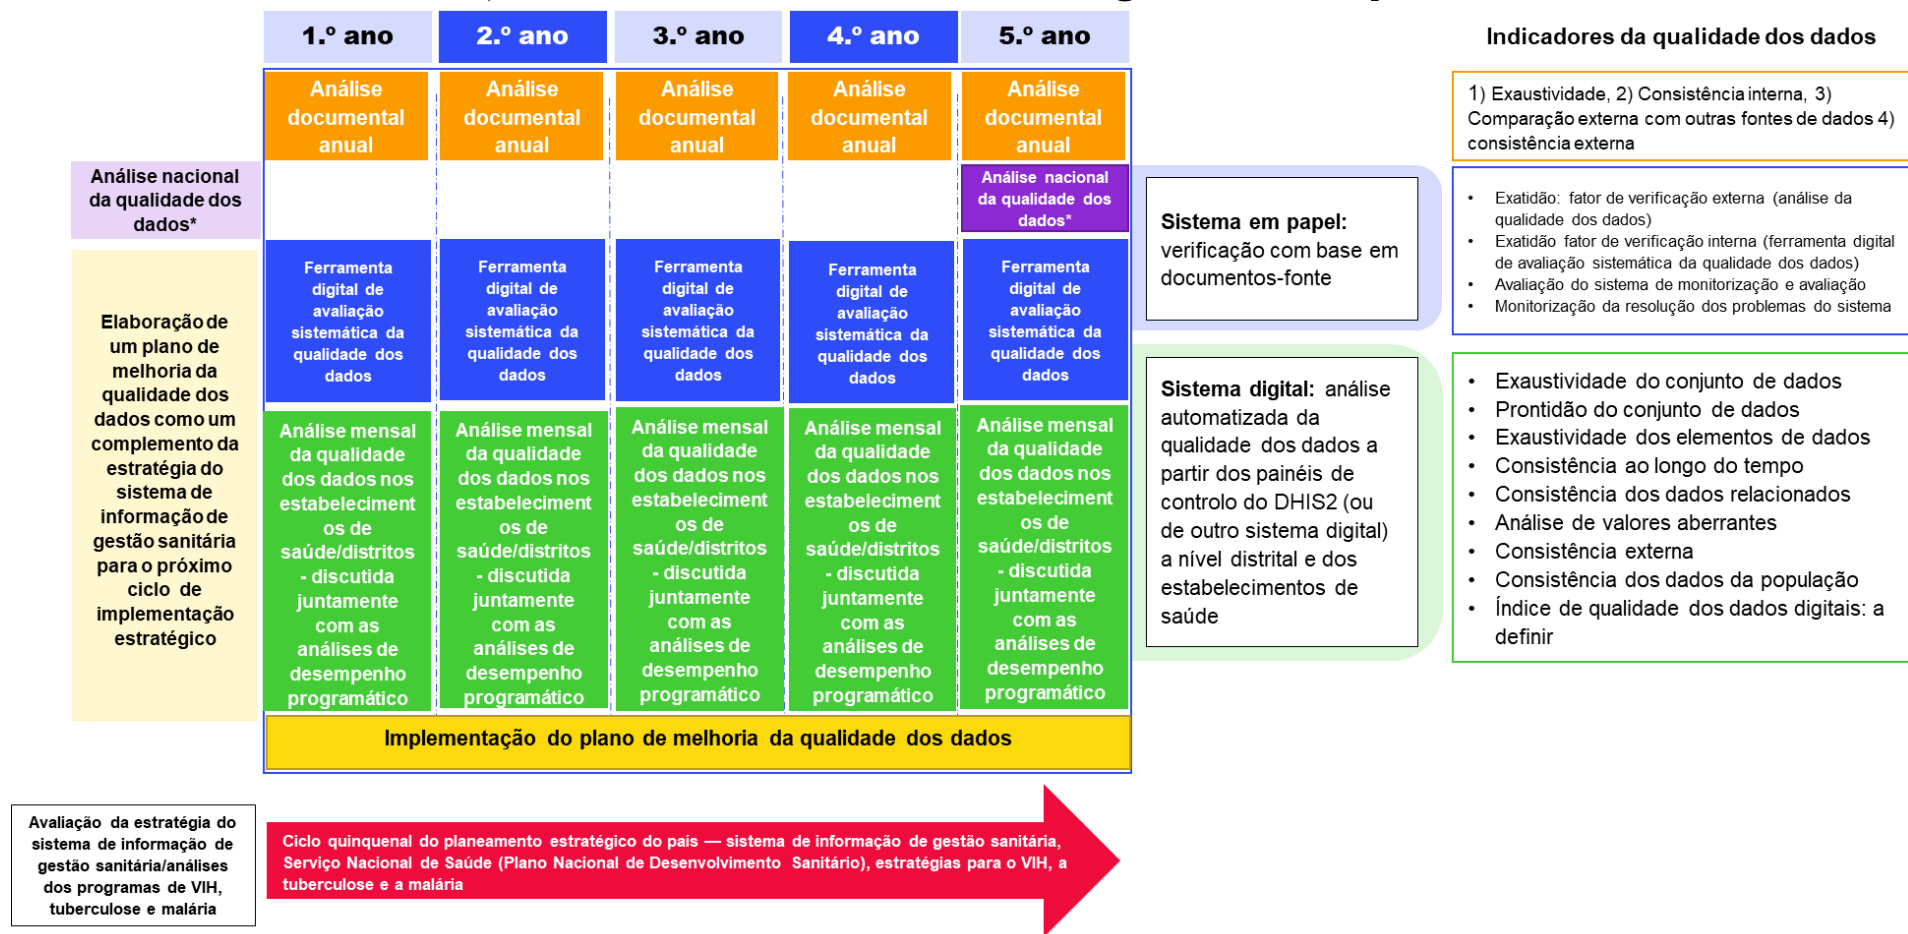 1.º ano
2.º ano
3.º ano
4.º ano
5.º ano
Indicadores da qualidade dos dados
Análise
documental
anual
Análise
documental
anual
Análise
documental
anual
Análise
documental
anual
Análise
documental
anual
1) Exaustividade, 2) Consistência interna, 3)
Comparação externa com outras fontes de dados 4)
consistência externa
Análise nacional
da qualidade dos
dados*
Análise nacional
da qualidade dos
dados*
Sistema em papel:
verificação com base em
documentos-fonte
• Exatidão: fator de verificação externa (análise da
qualidade dos dados)
• Exatidão fator de verificação interna (ferramenta digital
de avaliação sistemática da qualidade dos dados)
• Avaliação do sistema de monitorização e avaliação
• Monitorização da resolução dos problemas do sistema
Elaboração de
um plano de
melhoria da
qualidade dos
dados como um
complemento da
estratégia do
sistema de
informação de
gestão sanitária
para o próximo
ciclo de
implementação
estratégico
Ferramenta
digital de
avaliação
sistemática da
qualidade dos
dados
Ferramenta
digital de
avaliação
sistemática da
qualidade dos
dados
Ferramenta
digital de
avaliação
sistemática da
qualidade dos
dados
Ferramenta
digital de
avaliação
sistemática da
qualidade dos
dados
Ferramenta
digital de
avaliação
sistemática da
qualidade dos
dados
Análise mensal
da qualidade
dos dados nos
estabeleciment
os de
saúde/distritos
- discutida
juntamente
com as
análises de
desempenho
programático
Análise mensal
da qualidade
dos dados nos
estabeleciment
os de
saúde/distritos
- discutida
juntamente
com as
análises de
desempenho
programático
Análise mensal
da qualidade
dos dados nos
estabeleciment
os de
saúde/distritos
- discutida
juntamente
com as
análises de
desempenho
programático
Análise mensal
da qualidade
dos dados nos
estabeleciment
os de
saúde/distritos
- discutida
juntamente
com as
análises de
desempenho
programático
Análise mensal
da qualidade
dos dados nos
estabeleciment
os de
saúde/distritos
- discutida
juntamente
com as
análises de
desempenho
programático
Sistema digital: análise
automatizada da
qualidade dos dados a
partir dos painéis de
controlo do DHIS2 (ou
de outro sistema digital)
a nível distrital e dos
estabelecimentos de
saúde
• Exaustividade do conjunto de dados
• Prontidão do conjunto de dados
• Exaustividade dos elementos de dados
• Consistência ao longo do tempo
• Consistência dos dados relacionados
• Análise de valores aberrantes
• Consistência externa
• Consistência dos dados da população
• Índice de qualidade dos dados digitais: a
definir
Implementação do plano de melhoria da qualidade dos dados
Avaliação da estratégia do
sistema de informação de
gestão sanitária/análises
dos programas de VIH,
tuberculose e malária
Ciclo quinquenal do planeamento estratégico do país — sistema de informação de gestão sanitária,
Serviço Nacional de Saúde (Plano Nacional de Desenvolvimento Sanitário), estratégias para o VIH, a
tuberculose e a malária